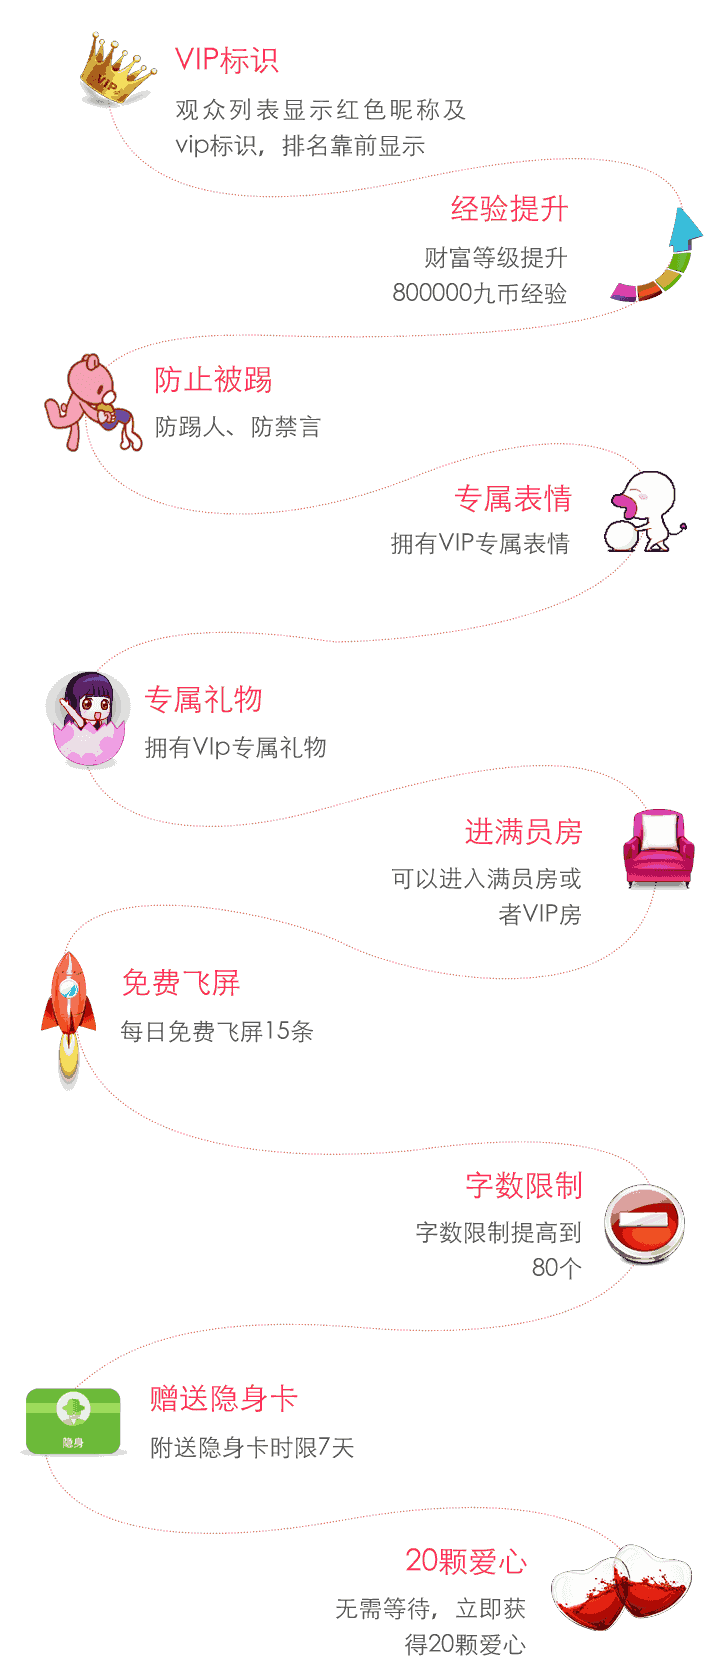 VIP
VIP标识
观众列表显示红色昵称及
vip标识，排名靠前显示
经验提升
财富等级提升
800000九币经验
防止被踢
防踢人、防禁言
专属表情
拥有VIP专属表情
专属礼物
拥有VIp专属礼物
进满员房
可以进入满员房或
者VIP房
免费飞屏
每日免费飞屏15条
字数限制
字数限制提高到
80个
赠送隐身卡
隐身
附送隐身卡时限7天
20颗爱心
无需等待，立即获
得20颗爱心